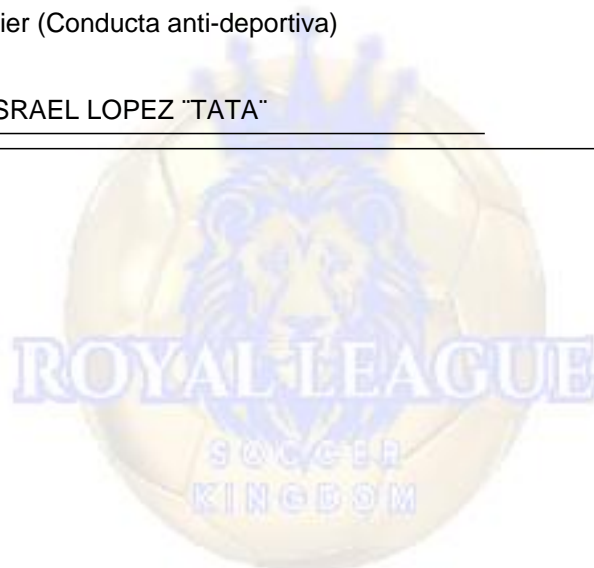 ier (Conducta anti-deportiva)
SRAEL LOPEZ ¨TATA¨
ROYAL LEAGUE
SOCCER
KINGDOM